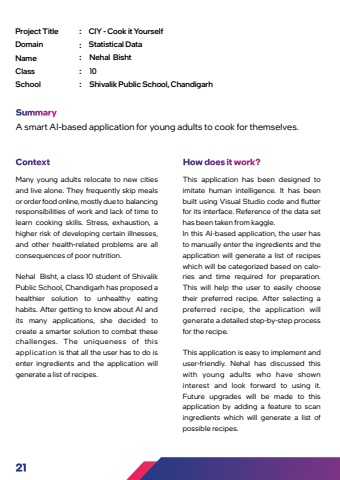 Project Title : CIY - Cook it Yourself
Domain : Statistical Data
Name : Nehal Bisht
Class : 10
School : Shivalik Public School, Chandigarh
Summary
A smart AI-based application for young adults to cook for themselves.
Context
Many young adults relocate to new cities
and live alone. They frequently skip meals
or order food online, mostly due to balancing
responsibilities of work and lack of time to
learn cooking skills. Stress, exhaustion, a
higher risk of developing certain illnesses,
and other health-related problems are all
consequences of poor nutrition.
Nehal Bisht, a class 10 student of Shivalik
Public School, Chandigarh has proposed a
healthier solution to unhealthy eating
habits. After getting to know about AI and
its many applications, she decided to
create a smarter solution to combat these
challenges. The uniqueness of this
application is that all the user has to do is
enter ingredients and the application will
generate a list of recipes.
How does it work?
This application has been designed to
imitate human intelligence. It has been
built using Visual Studio code and flutter
for its interface. Reference of the data set
has been taken from kaggle.
In this AI-based application, the user has
to manually enter the ingredients and the
application will generate a list of recipes
which will be categorized based on calo-
ries and time required for preparation.
This will help the user to easily choose
their preferred recipe. After selecting a
preferred recipe, the application will
generate a detailed step-by-step process
for the recipe.
This application is easy to implement and
user-friendly. Nehal has discussed this
with young adults who have shown
interest and look forward to using it.
Future upgrades will be made to this
application by adding a feature to scan
ingredients which will generate a list of
possible recipes.
21